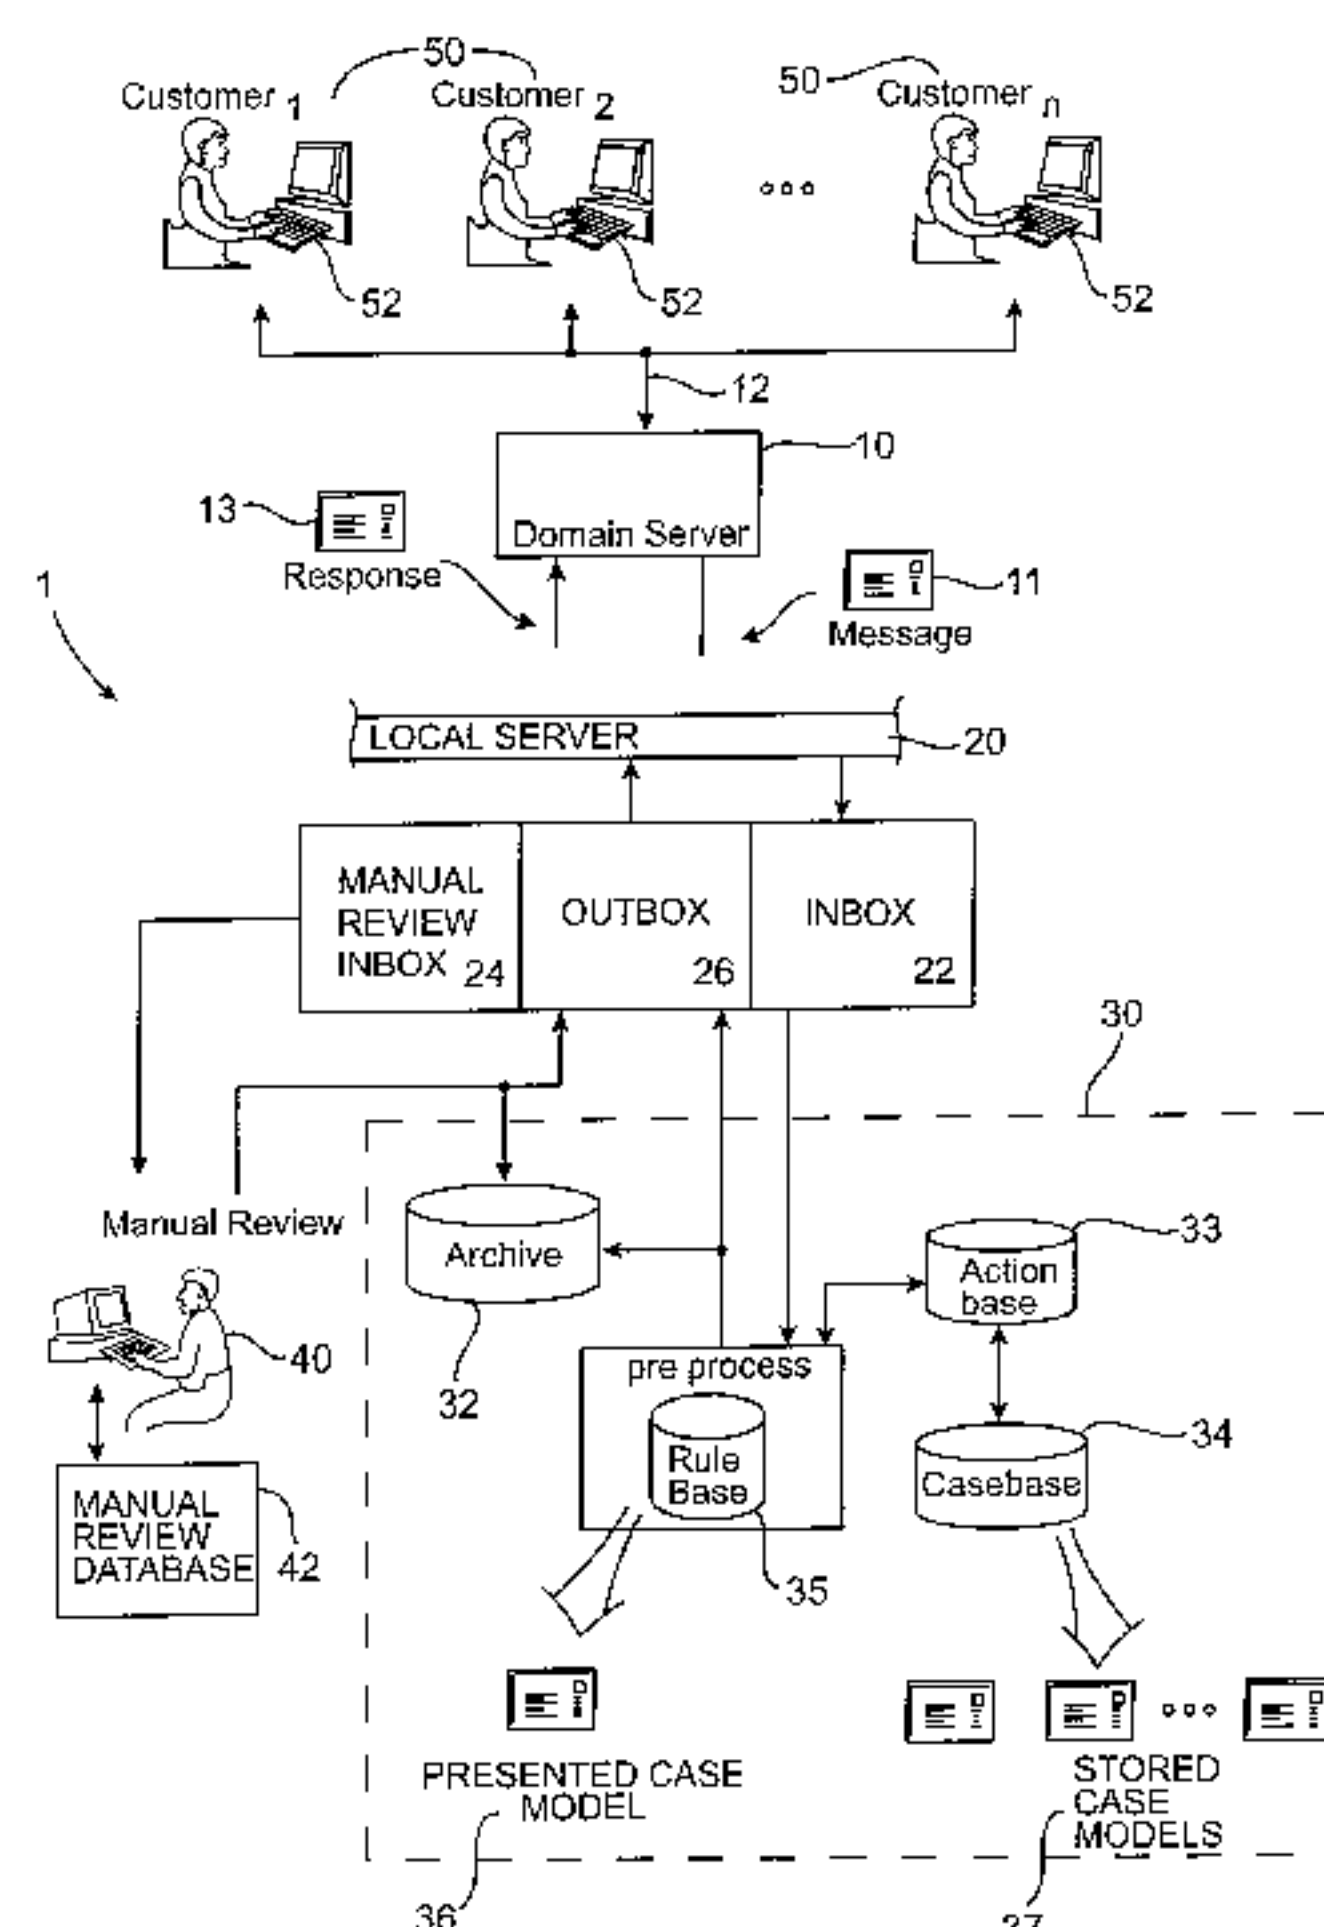 50
50
Customer 1
Customer 2
Customer n
52
52
52
12
10
13
Domain Server
Response
11
Message
1
LOCAL SERVER
20
MANUAL
REVIEW
INBOX 24
OUTBOX
26
INBOX
22
30
Manual Review
Archive
33
Action
base
40
32
pre process
34
Rule
Base
Casebase
MANUAL
REVIEW
DATABASE
42
35
PRESENTED CASE
MODEL
STORED
CASE
MODELS
36
37